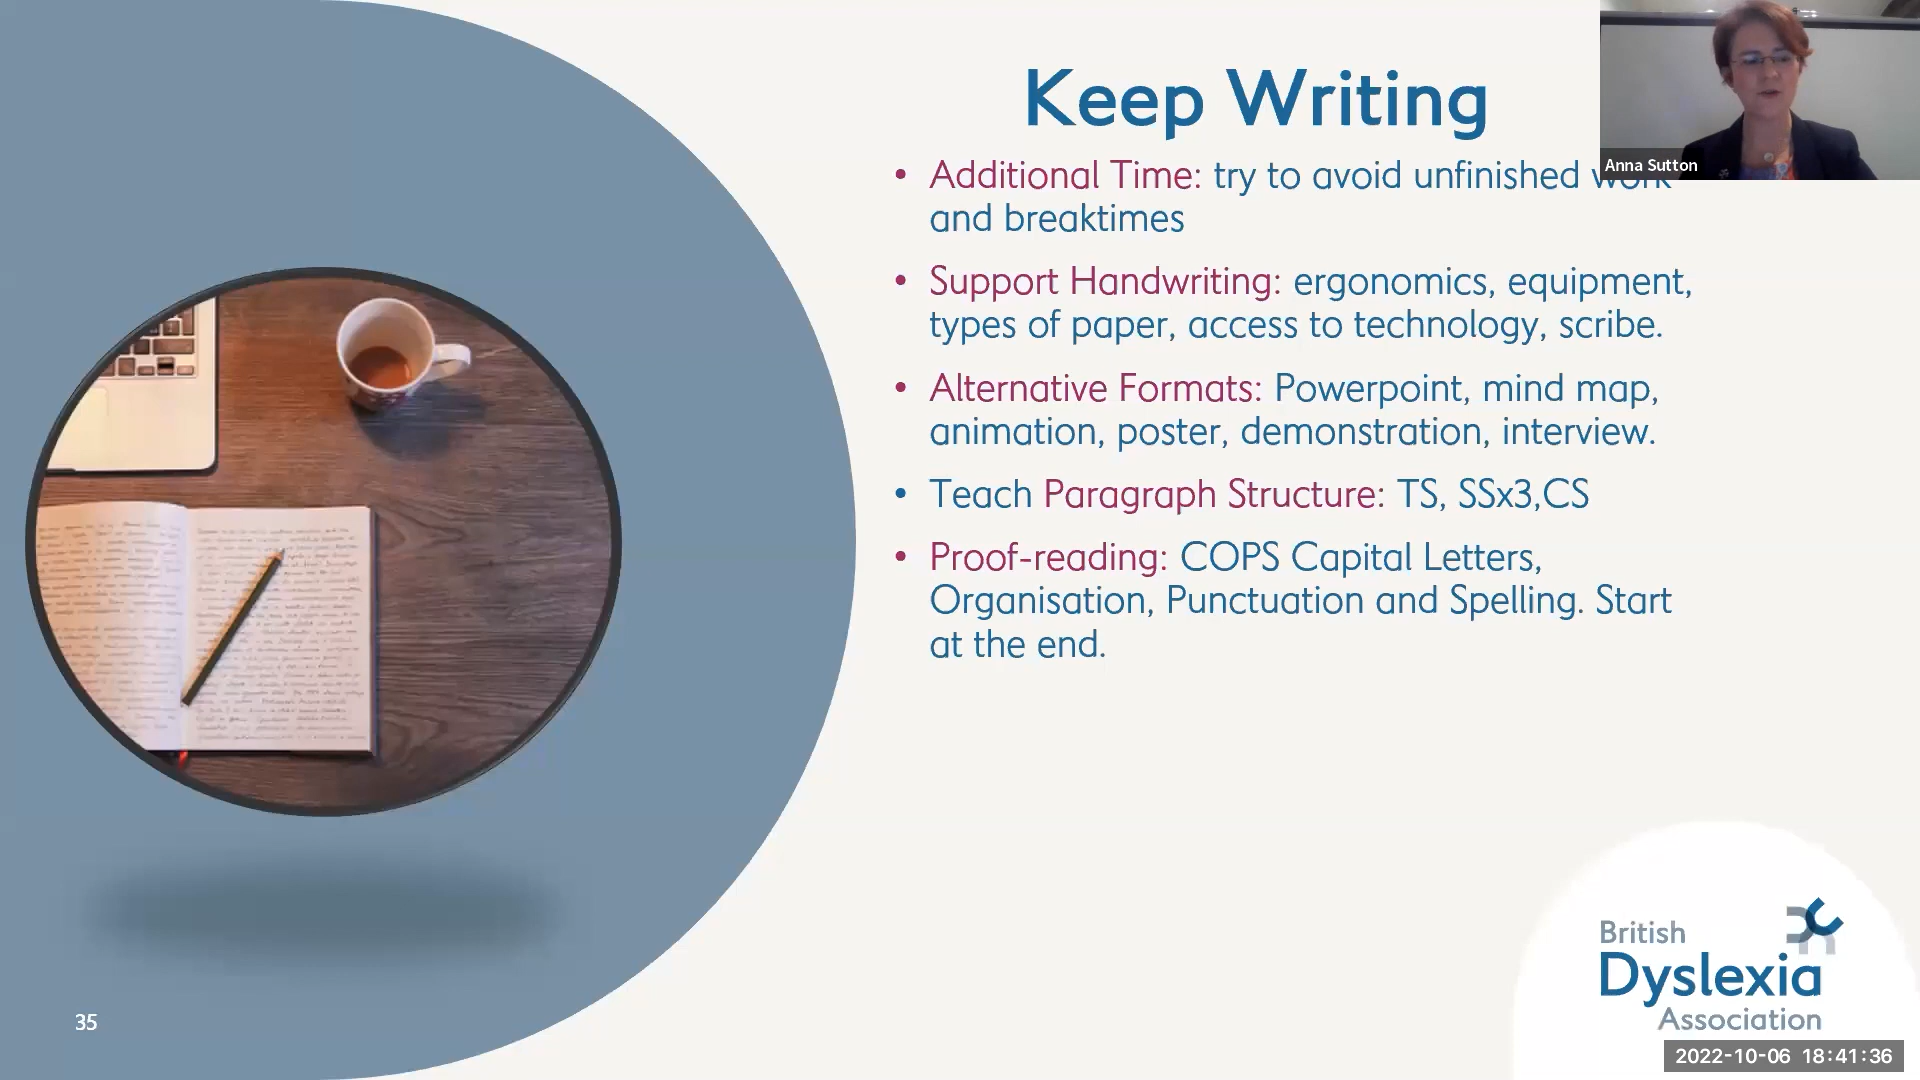 Keep Writing
Anna Sutton
• Additional Time: try to avoid unfinished work
and breaktimes
• Support Handwriting: ergonomics, equipment,
types of paper, access to technology, scribe.
• Alternative Formats: Powerpoint, mind map,
animation, poster, demonstration, interview.
• Teach Paragraph Structure: TS, SSx3,CS
• Proof-reading: COPS Capital Letters,
Organisation, Punctuation and Spelling. Start
at the end.
British
Dyslexia
Association
35
2022-10-06 18:41:36